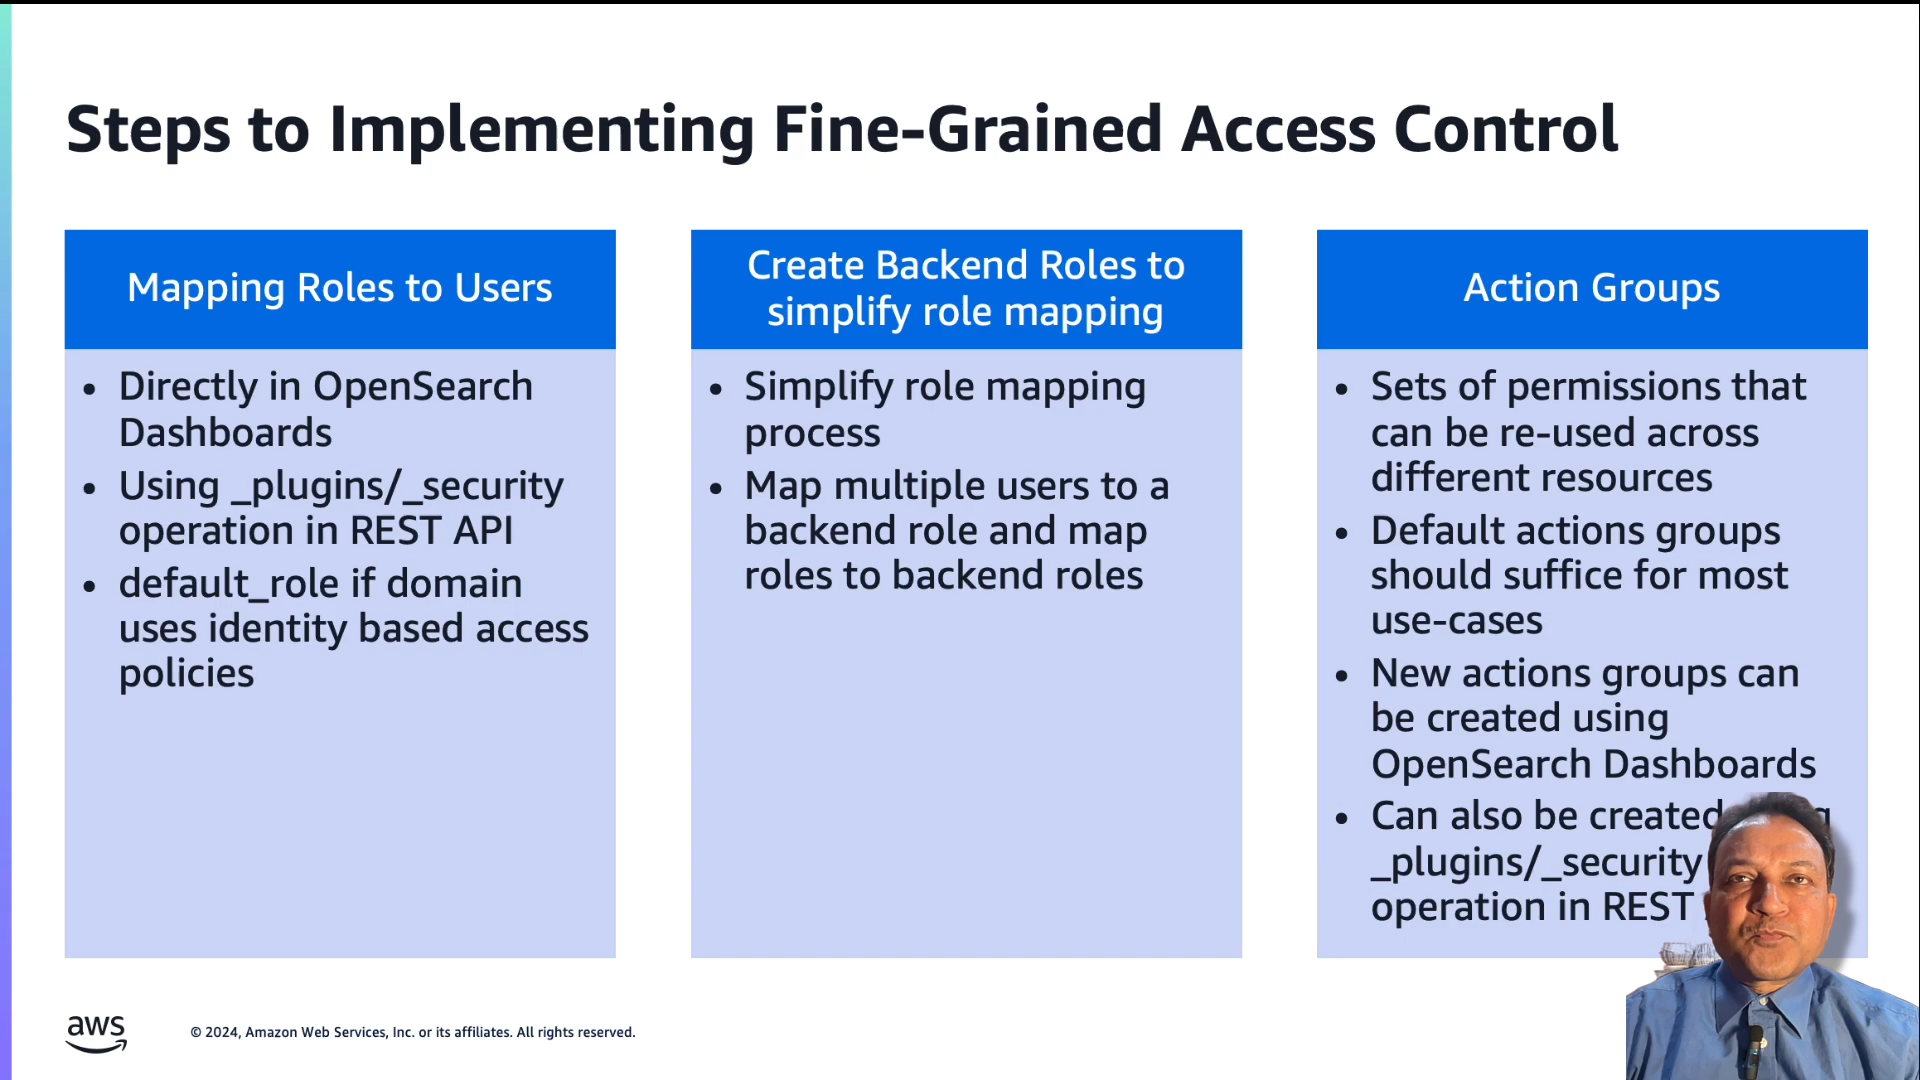 Steps to Implementing Fine-Grained Access Control
Mapping Roles to Users
• Directly in OpenSearch
Dashboards
• Using _plugins/_security
operation in REST API
• default_role if domain
uses identity based access
policies
Create Backend Roles to
simplify role mapping
• Simplify role mapping
process
• Map multiple users to a
backend role and map
roles to backend roles
Action Groups
• Sets of permissions that
can be re-used across
different resources
• Default actions groups
should suffice for most
use-cases
• New actions groups can
be created using
OpenSearch Dashboards
• Can also be created
_plugins/_security
operation in REST
aws
© 2024, Amazon Web Services, Inc. or its affiliates. All rights reserved.